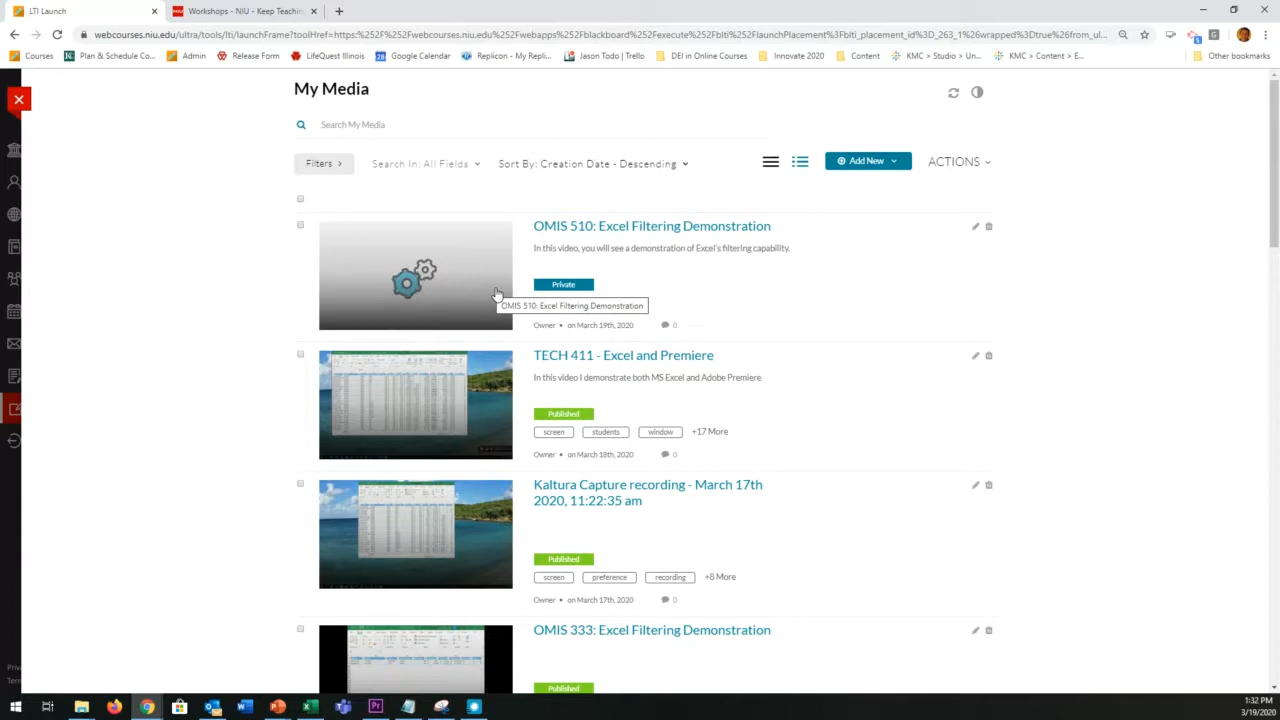 LTI Launch
Workshops - NIU - Keep Teachin
webcourses.niu.edu/ultra/tools/lti/launchFrame?toolHref=https%252F%252Fwebcourses.niu.edu%252Fwebapps%252Fblackboard%252Fexecute%252Fblti%252FlaunchPlacement%3Fblti_placement_id%3D_263_1%26wrapped%3Dtrue%26from_ul...
Courses
Plan & Schedule Co...
Admin
Release Form
LifeQuest Illinois
Google Calendar
Replicon - My Repli...
Jason Todo | Trello
DEI in Online Courses
Innovate 2020
Content
KMC > Studio > Un...
KMC > Content > E...
Other bookmarks
My Media
Search My Media
Filters
Search In: All Fields
Sort By: Creation Date - Descending
Add New
ACTIONS
OMIS 510: Excel Filtering Demonstration
In this video, you will see a demonstration of Excel's filtering capability.
Private
OMIS 510: Excel Filtering Demonstration
Owner • on March 19th, 2020 0
TECH 411 - Excel and Premiere
In this video I demonstrate both MS Excel and Adobe Premiere
Published
screen students window +17 More
Owner • on March 18th, 2020 0
Kaltura Capture recording - March 17th
2020, 11:22:35 am
Published
screen preference recording +8 More
Owner • on March 17th, 2020 0
OMIS 333: Excel Filtering Demonstration
Published
Priv
Term
1:32 PM
3/19/2020